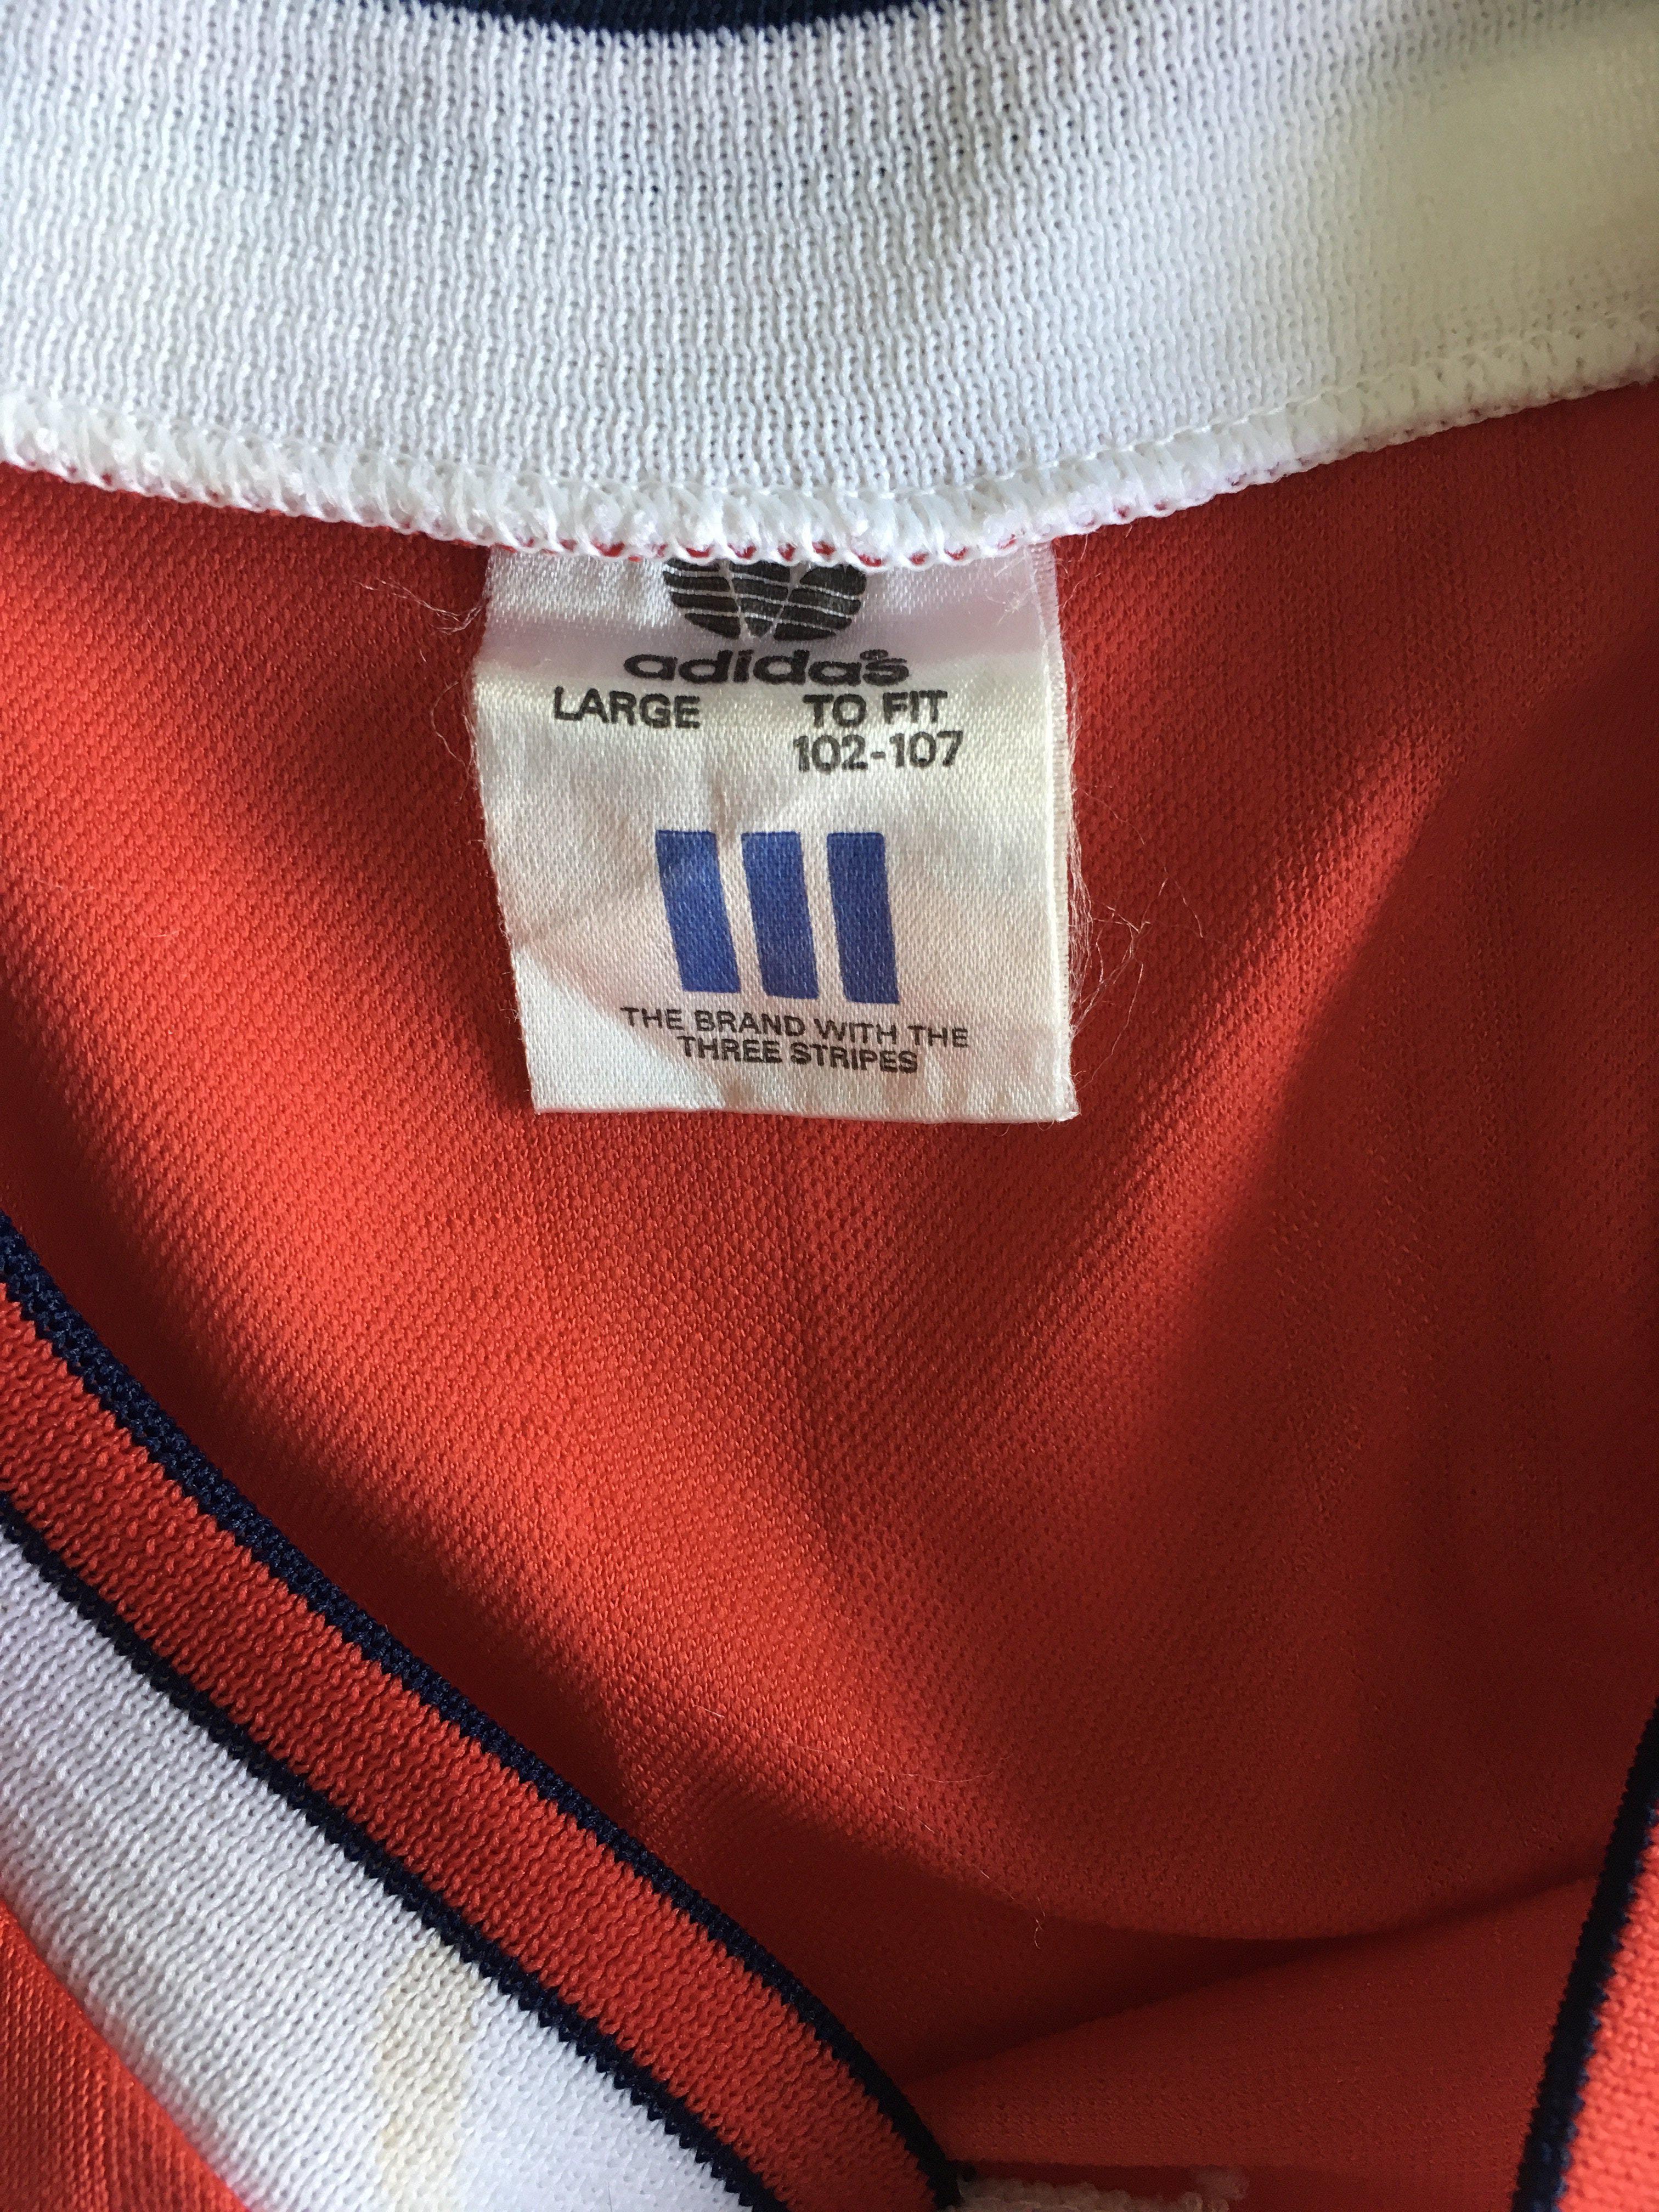 adidas®
LARGE TO FIT
102-107
THE BRAND WITH THE
THREE STRIPES